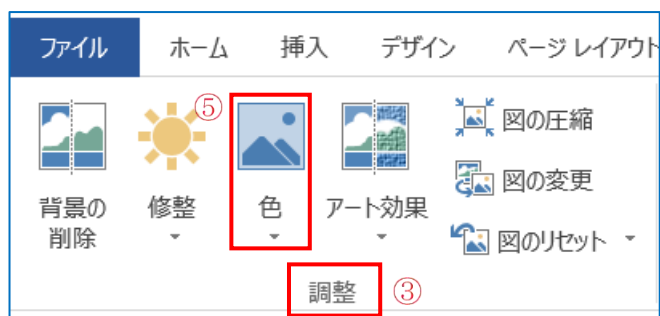 ファイル ホーム 挿入 デザイン ページ レイアウト
⑤
図の圧縮
図の変更
背景の
削除
修整
色
アート効果
図のリセット
調整 ③